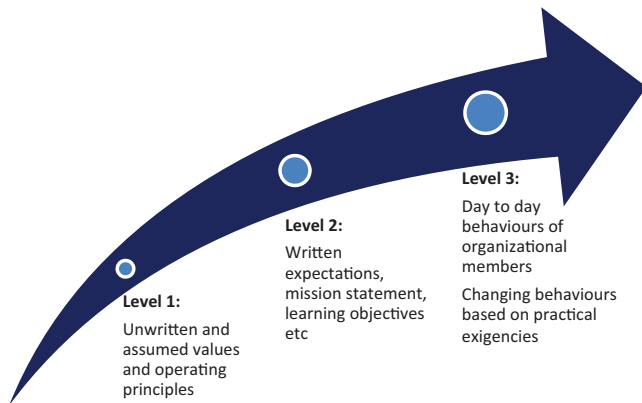 Level 1:
Unwritten and
assumed values
and operating
principles
Level 2:
Written
expectations,
mission statement,
learning objectives
etc
Level 3:
Day to day
behaviours of
organizational
members
Changing behaviours
based on practical
exigencies